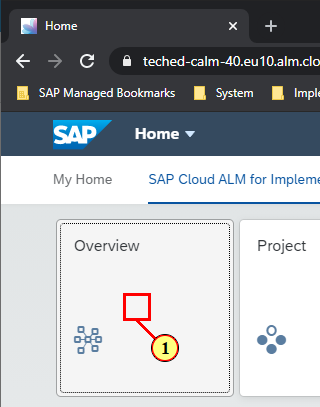 Home
teched-calm-40.eu10.alm.clo
SAP Managed Bookmarks System Imple
SAP Home
My Home SAP Cloud ALM for Impleme
Overview Project
1